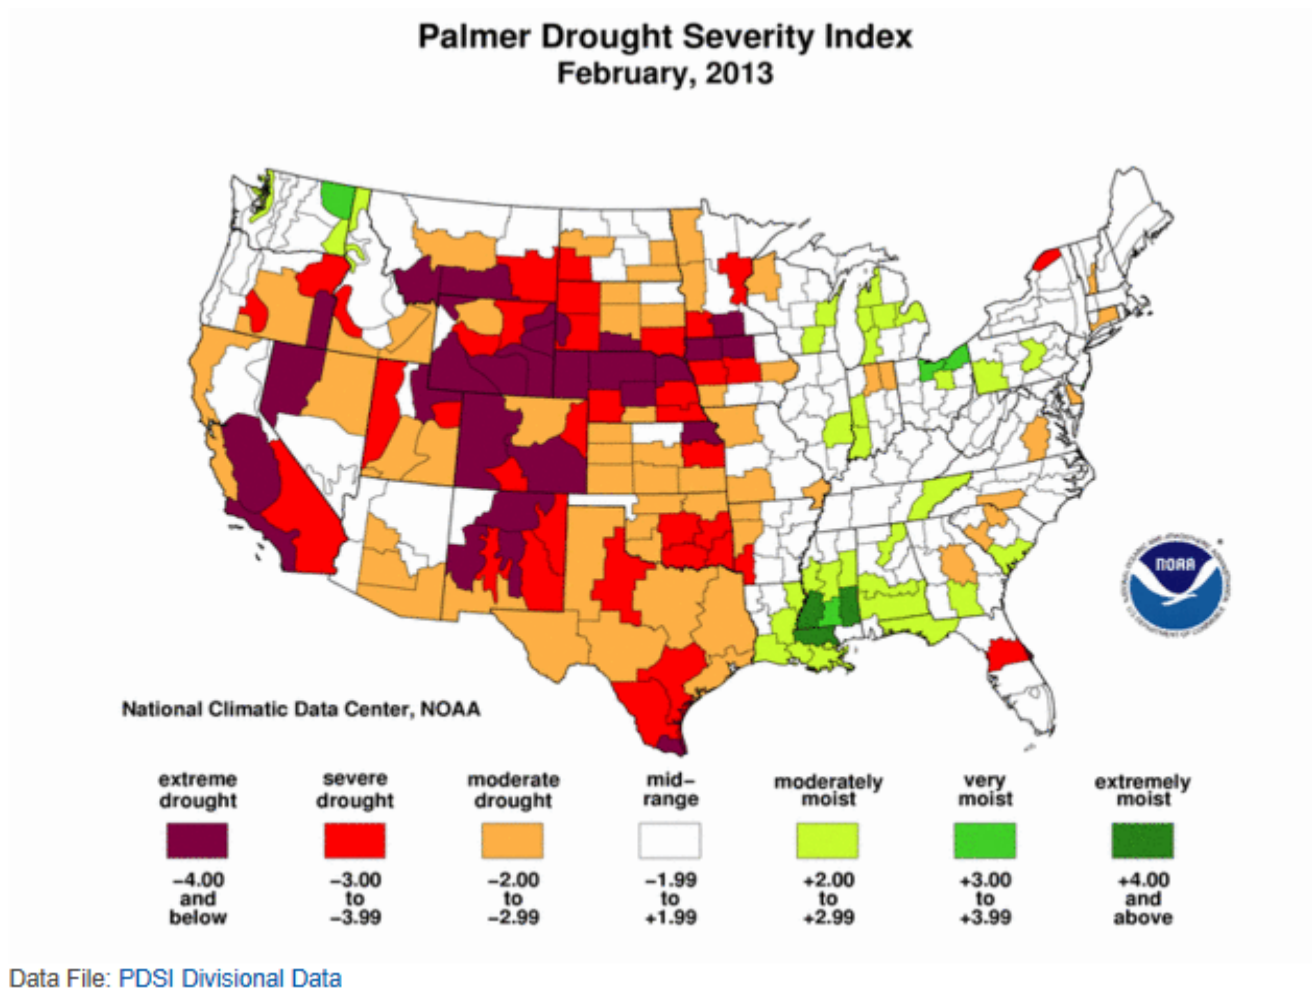 Palmer Drought Severity Index
February, 2013
NOAA
National Climatic Data Center, NOAA
extreme drought
severe drought
moderate drought
mid-range
moderately moist
very moist
extremely moist
-4.00 and below
-3.00 to -3.99
-2.00 to -2.99
-1.99 to +1.99
+2.00 to +2.99
+3.00 to +3.99
+4.00 and above
Data File: PDSI Divisional Data